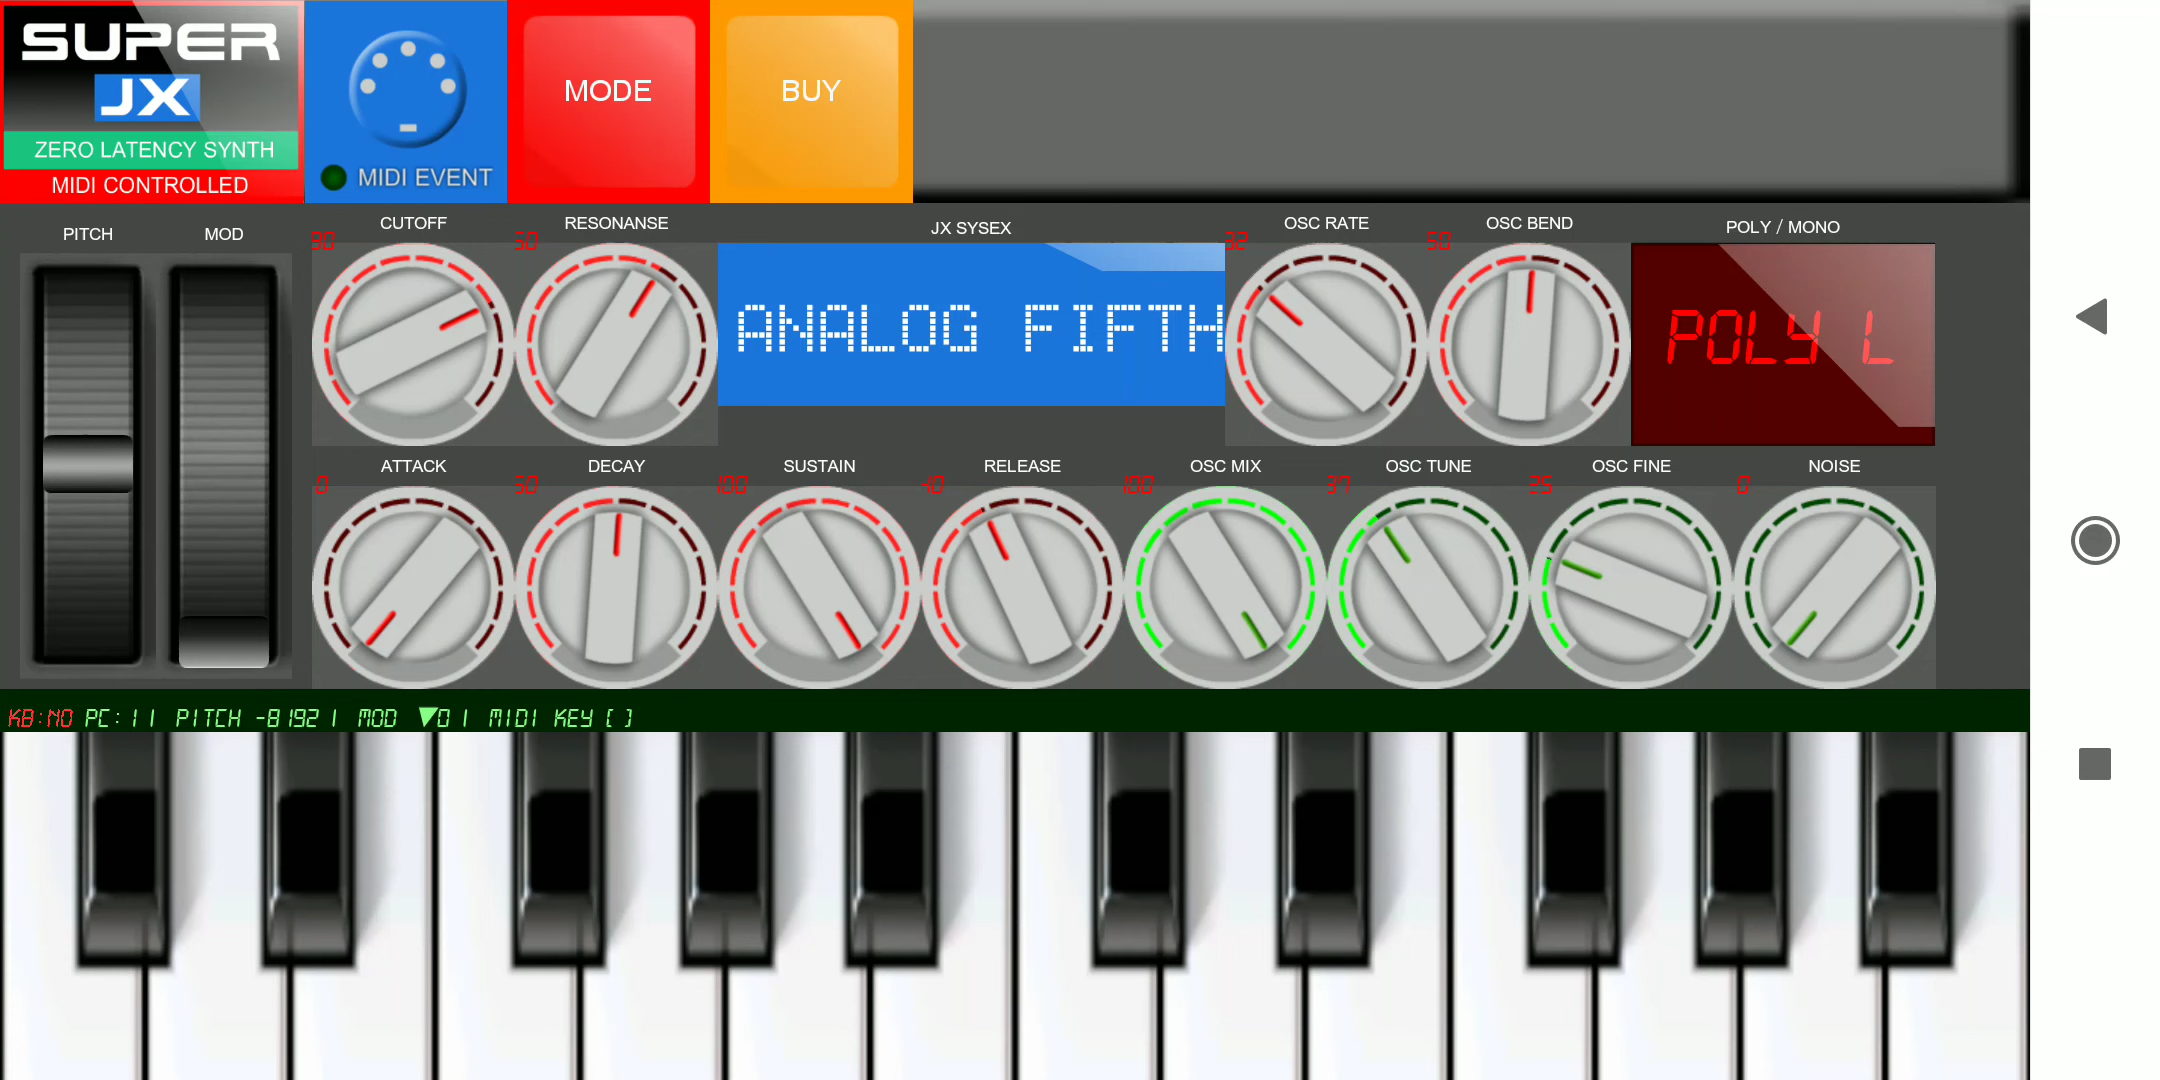 SUPER
JX
ZERO LATENCY SYNTH
MIDI CONTROLLED
MIDI EVENT
MODE
BUY
PITCH
MOD
CUTOFF
RESONANSE
JX SYSEX
OSC RATE
OSC BEND
POLY / MONO
50
32
50
ANALOG FIFTH
POLY L
ATTACK
DECAY
SUSTAIN
RELEASE
OSC MIX
OSC TUNE
OSC FINE
NOISE
0
50
100
40
100
37
25
0
KB:NO PC:11 PITCH -8192 | MOD ▼0 | MIDI KEY [ ]